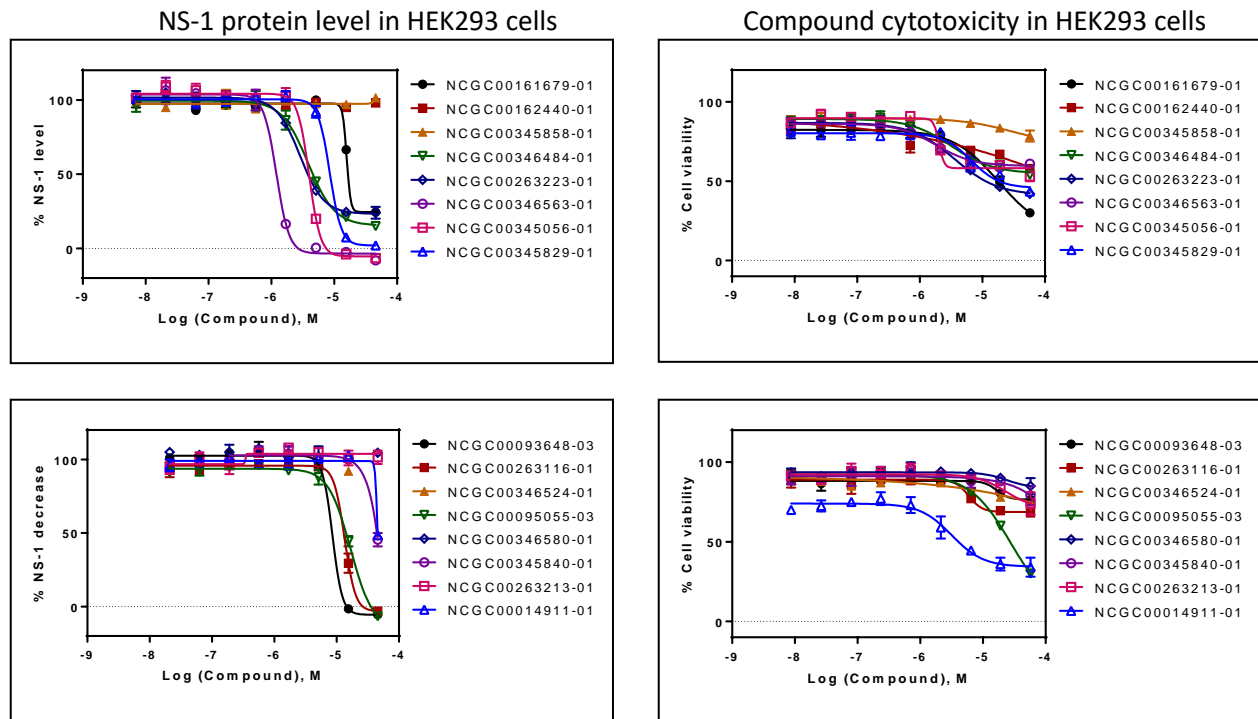 NS-1 protein level in HEK293 cells
Compound cytotoxicity in HEK293 cells
% NS-1 level
100
50
0
-9 -8 -7 -6 -5 -4
Log (Compound), M
NCGC00161679-01
NCGC00162440-01
NCGC00345858-01
NCGC00346484-01
NCGC00263223-01
NCGC00346563-01
NCGC00345056-01
NCGC00345829-01
% Cell viability
100
50
0
-9 -8 -7 -6 -5 -4
Log (Compound), M
NCGC00161679-01
NCGC00162440-01
NCGC00345858-01
NCGC00346484-01
NCGC00263223-01
NCGC00346563-01
NCGC00345056-01
NCGC00345829-01
% NS-1 decrease
100
50
0
-9 -8 -7 -6 -5 -4
Log (Compound), M
NCGC00093648-03
NCGC00263116-01
NCGC00346524-01
NCGC00095055-03
NCGC00346580-01
NCGC00345840-01
NCGC00263213-01
NCGC00014911-01
% Cell viability
100
50
0
-9 -8 -7 -6 -5 -4
Log (Compound), M
NCGC00093648-03
NCGC00263116-01
NCGC00346524-01
NCGC00095055-03
NCGC00346580-01
NCGC00345840-01
NCGC00263213-01
NCGC00014911-01